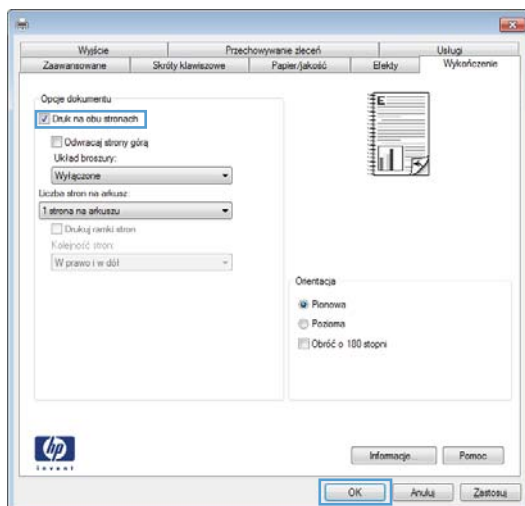 Wyjście Przechowywanie zleceń Usługi
Zaawansowane Skróty klawiszowe Papier/jakość Efekty Wykończenie
Opcje dokumentu
Druk na obu stronach
Odwracaj strony górą
Układ broszury:
Wyłączone
Liczba stron na arkusz:
1 strona na arkuszu
Drukuj ramki stron
Kolejność stron:
W prawo i w dół
E
Orientacja
Pionowa
Pozioma
Obróć o 180 stopni
hp
invent
Informacje... Pomoc
OK Anuluj Zastosuj